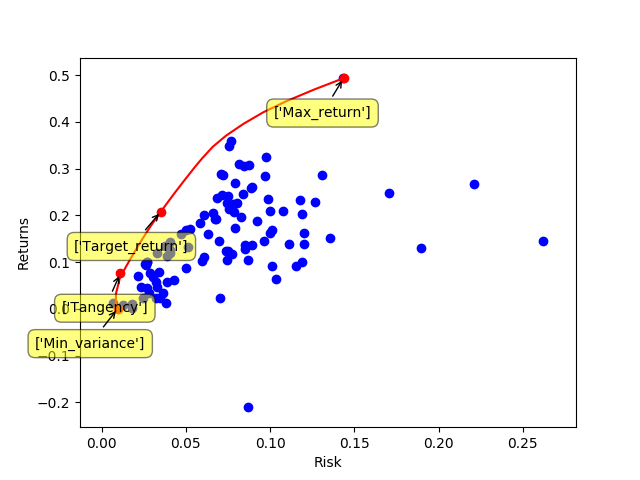 0.5
0.4
['Max_return']
0.3
0.2
['Target_return']
0.1
0.0
['Tangency']
['Min_variance']
−0.1
−0.2
0.00 0.05 0.10 0.15 0.20 0.25
Risk
Returns